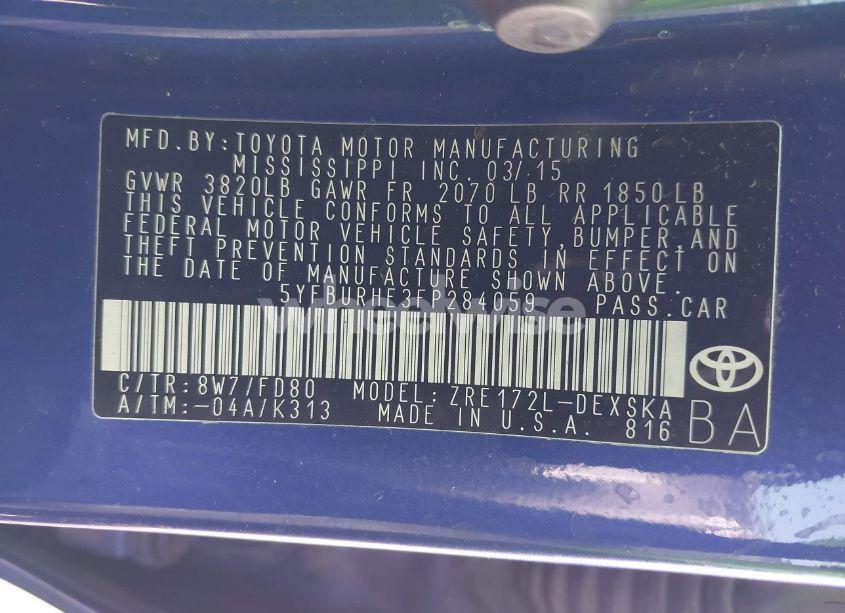 MFD.BY:TOYOTA MOTOR MANUFACTURING
MISSISSIPPI INC. 03/15
GVWR 3820LB GAWR FR 2070 LB RR 1850 LB
THIS VEHICLE CONFORMS TO ALL APPLICABLE
FEDERAL MOTOR VEHICLE SAFETY,BUMPER,AND
THEFT PREVENTION STANDARDS IN EFFECT ON
THE DATE OF MANUFACTURE SHOWN ABOVE.
5YFBURHE3FP284059 PASS.CAR
wheelwise
C/TR:8W7/FD80 MODEL:ZRE172L-DEXSKA
A/TM:-04A/K313 MADE IN U.S.A. 816
BA